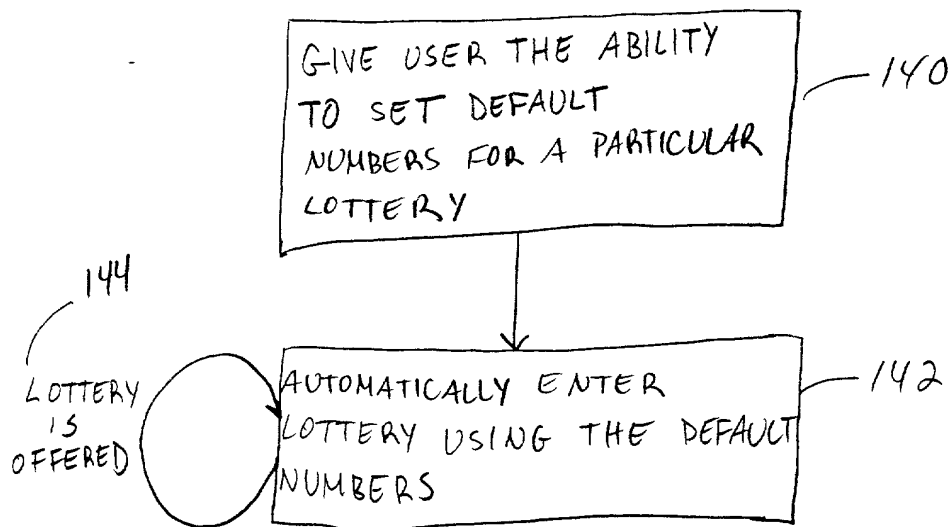 GIVE USER THE ABILITY
TO SET DEFAULT
NUMBERS FOR A PARTICULAR
LOTTERY
140
144
LOTTERY
IS
OFFERED
AUTOMATICALLY ENTER
LOTTERY USING THE DEFAULT
NUMBERS
142